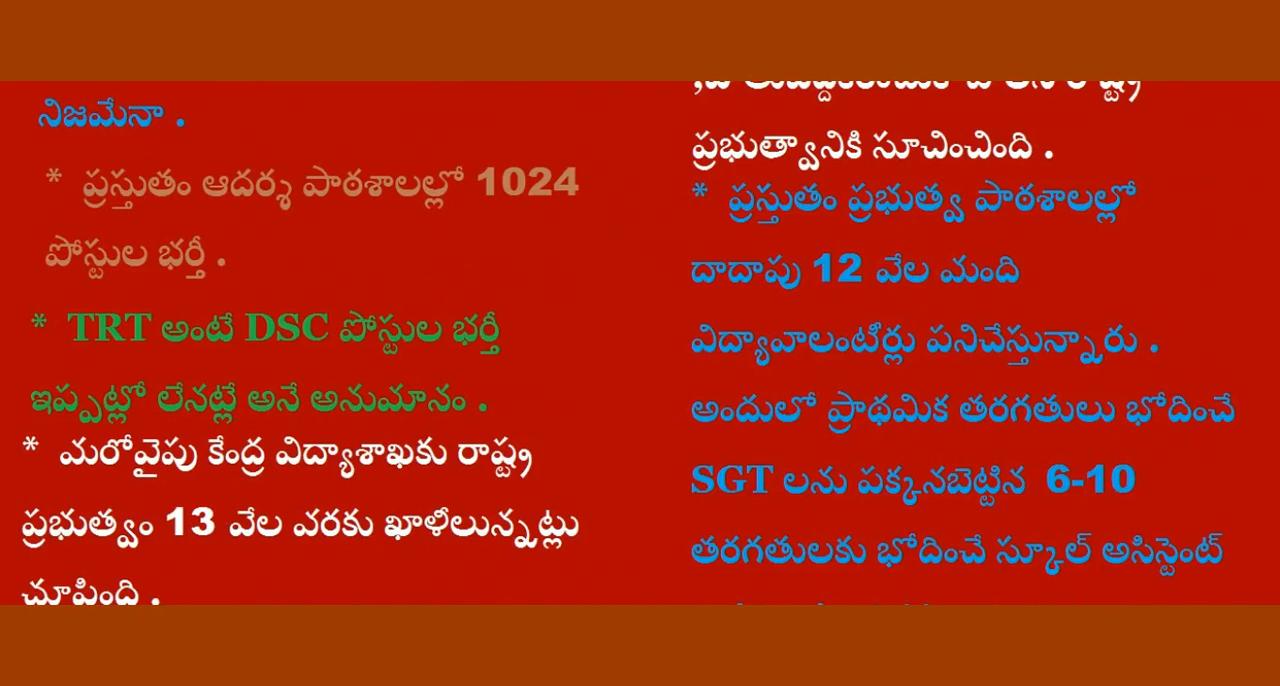 నిజమేనా .
* ప్రస్తుతం ఆదర్శ పాఠశాలల్లో 1024
పోస్టుల భర్తీ .
* TRT అంటే DSC పోస్టుల భర్తీ
ఇప్పట్లో లేనట్లే అనే అనుమానం .
* మరోవైపు కేంద్ర విద్యాశాఖకు రాష్ట్ర
ప్రభుత్వం 13 వేల వరకు ఖాళీలున్నట్లు
చూపింది .
రాష్ట్ర
ప్రభుత్వానికి సూచించింది .
* ప్రస్తుతం ప్రభుత్వ పాఠశాలల్లో
దాదాపు 12 వేల మంది
విద్యావాలంటీర్లు పనిచేస్తున్నారు .
అందులో ప్రాథమిక తరగతులు భోదించే
SGT లను పక్కనబెట్టిన 6-10
తరగతులకు భోదించే స్కూల్ అసిస్టెంట్